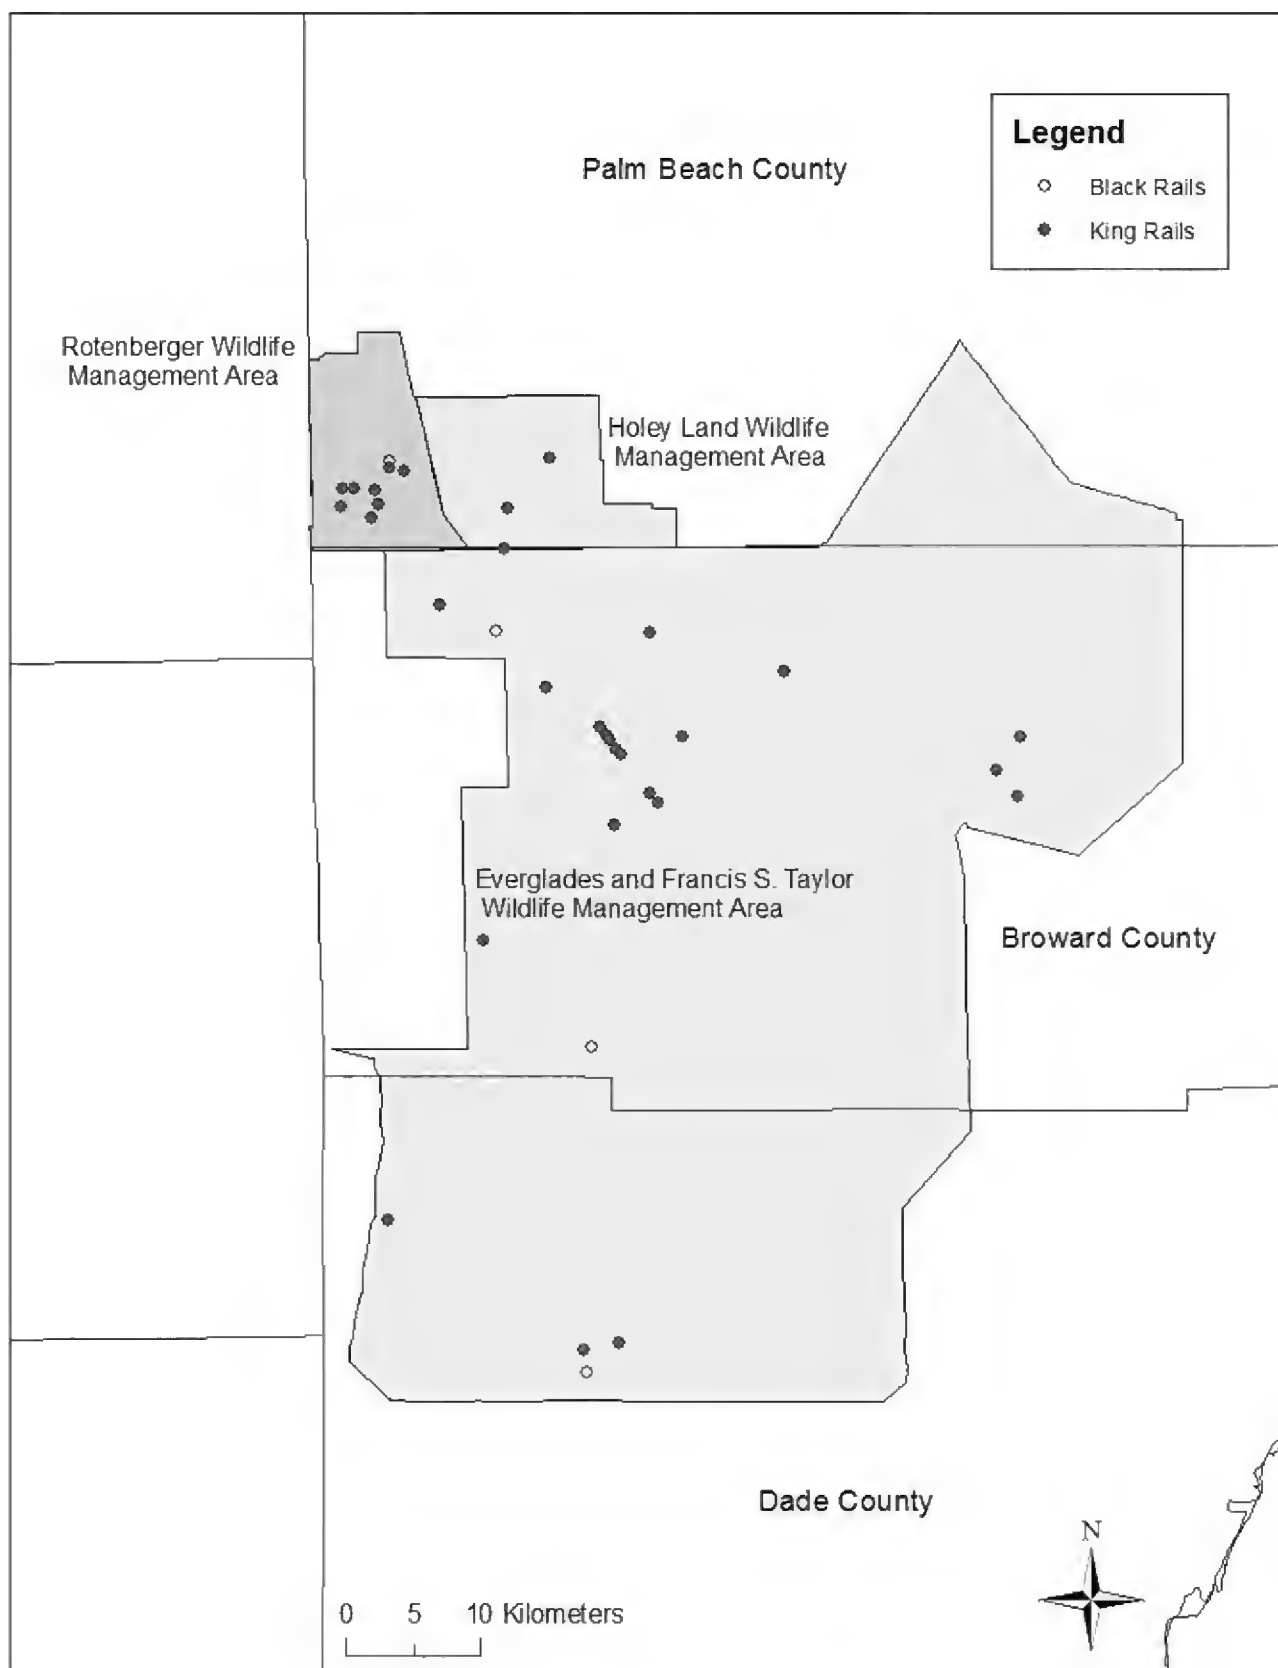 Legend
Palm Beach County
Black Rails
King Rails
Rotenberger Wildlife
Management Area
Holey Land Wildlife
Management Area
Everglades and Francis S. Taylor
Wildlife Management Area
Broward County
Dade County
N
0 5 10 Kilometers